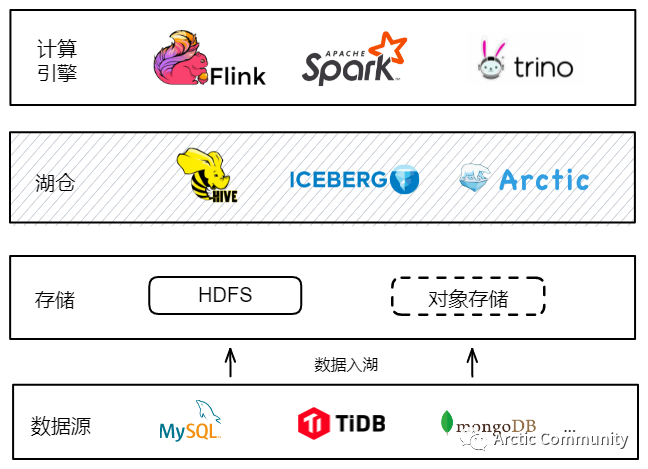 计算
引擎
Flink
APACHE
Spark
trino
湖仓
HIVE
ICEBERG
Arctic
存储
HDFS
对象存储
数据入湖
数据源
MySQL
TiDB
mongoDB
...
Arctic Community